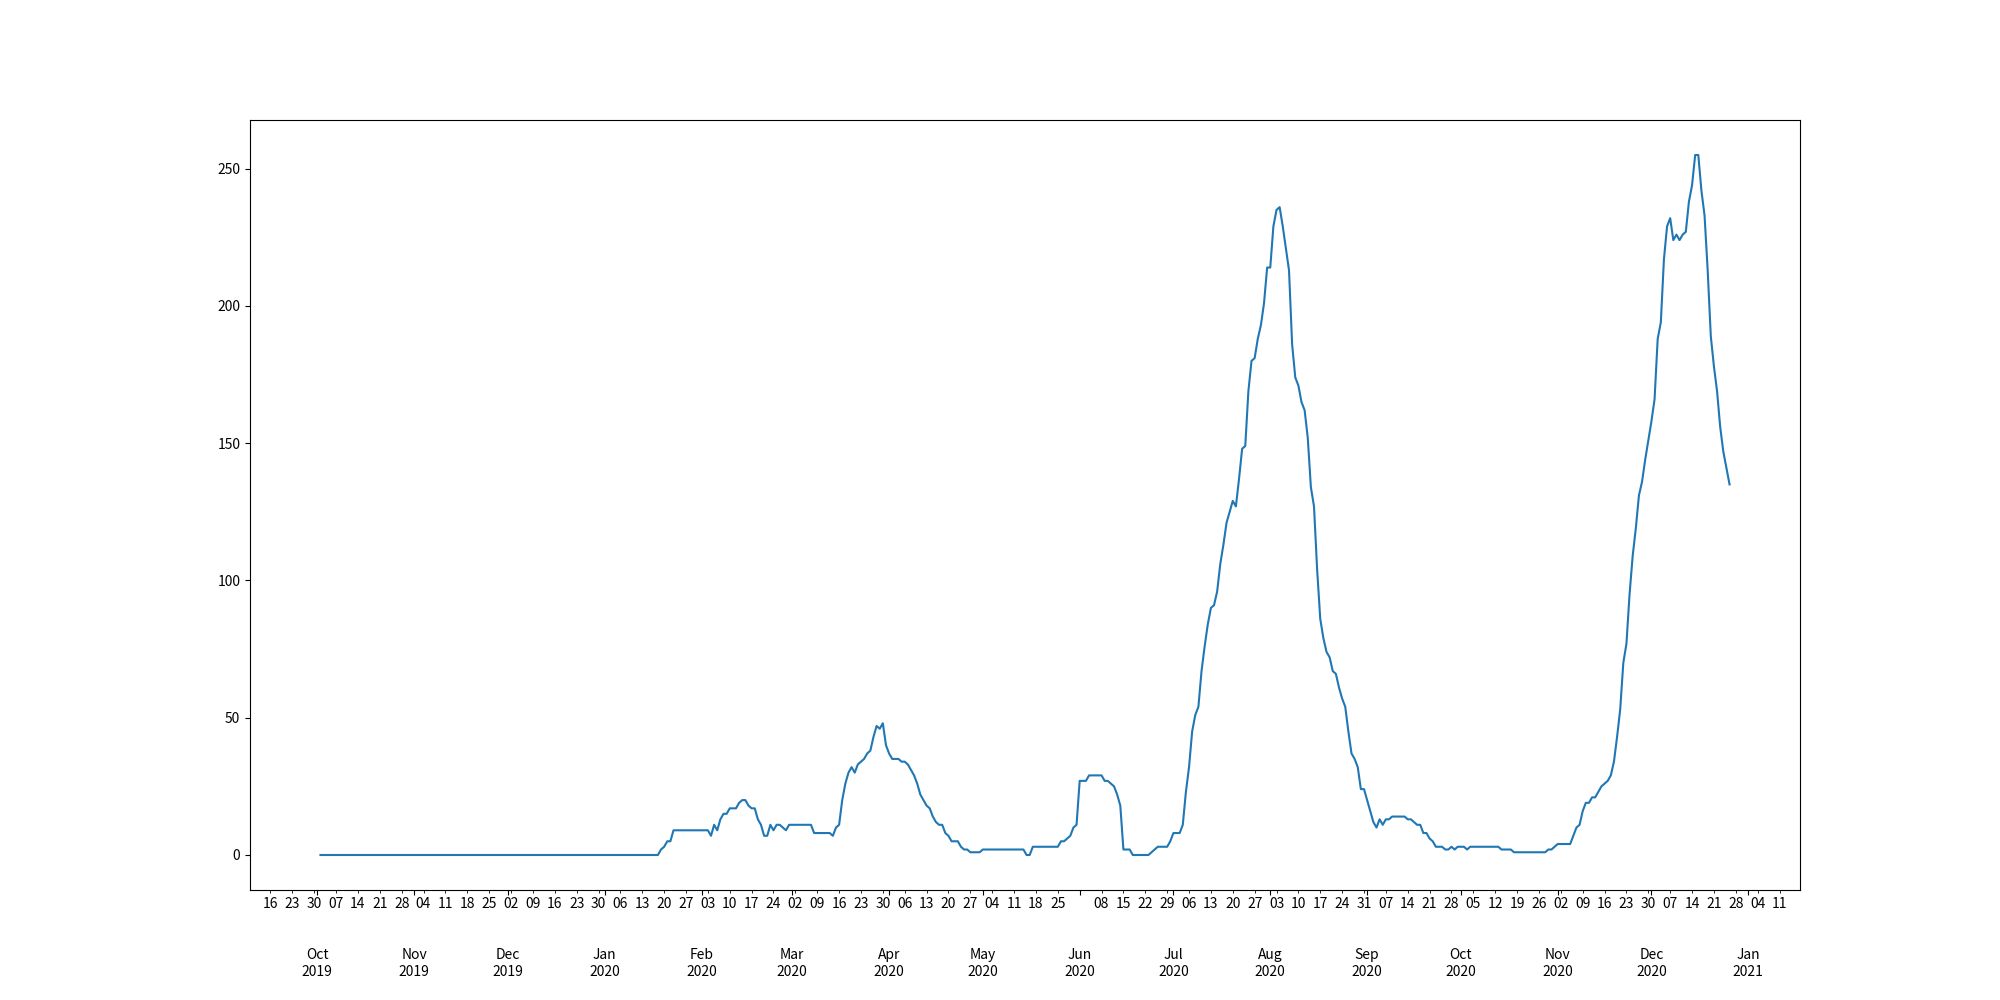 250
200
150
100
50
0
16 23 30 07 14 21 28 04 11 18 25 02 09 16 23 30 06 13 20 27 03 10 17 24 02 09 16 23 30 06 13 20 27 04 11 18 25 08 15 22 29 06 13 20 27 03 10 17 24 31 07 14 21 28 05 12 19 26 02 09 16 23 30 07 14 21 28 04 11
Oct Nov Dec Jan Feb Mar Apr May Jun Jul Aug Sep Oct Nov Dec Jan
2019 2019 2019 2020 2020 2020 2020 2020 2020 2020 2020 2020 2020 2020 2020 2021